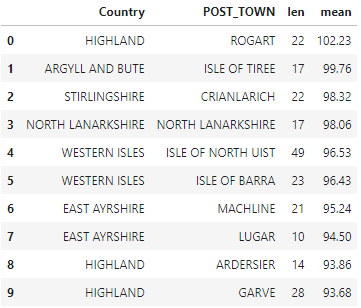 Country POST_TOWN len mean
0 HIGHLAND ROGART 22 102.23
1 ARGYLL AND BUTE ISLE OF TIREE 17 99.76
2 STIRLINGSHIRE CRIANLARICH 22 98.32
3 NORTH LANARKSHIRE NORTH LANARKSHIRE 17 98.06
4 WESTERN ISLES ISLE OF NORTH UIST 49 96.53
5 WESTERN ISLES ISLE OF BARRA 23 96.43
6 EAST AYRSHIRE MACHLINE 21 95.24
7 EAST AYRSHIRE LUGAR 10 94.50
8 HIGHLAND ARDERSIER 14 93.86
9 HIGHLAND GARVE 28 93.68